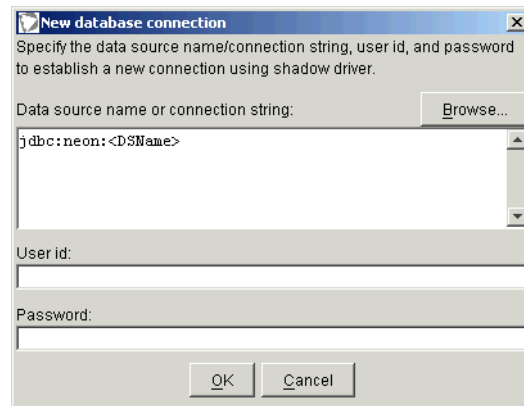 New database connection
Specify the data source name/connection string, user id, and password
to establish a new connection using shadow driver.
Data source name or connection string:
Browse...
jdbc:neon:<DSName>
User id:
Password:
OK
Cancel